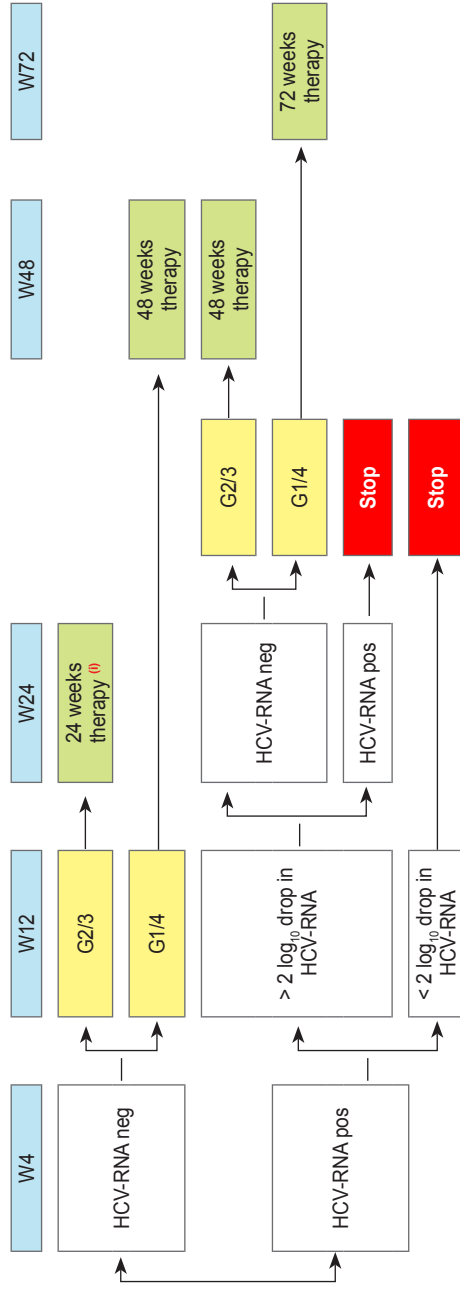 W4
W12
W24
W48
W72
HCV-RNA neg
G2/3
24 weeks
therapy (i)
G1/4
48 weeks
therapy
HCV-RNA pos
> 2 log10 drop in
HCV-RNA
HCV-RNA neg
G2/3
48 weeks
therapy
G1/4
72 weeks
therapy
HCV-RNA pos
Stop
< 2 log10 drop in
HCV-RNA
Stop